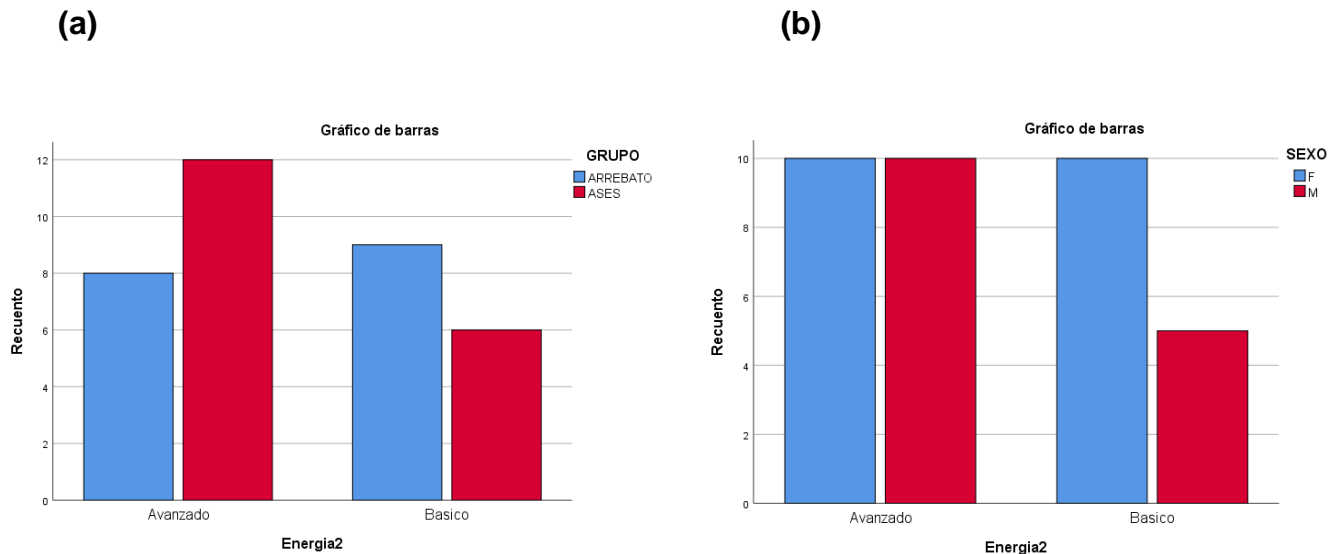 (a)
Gráfico de barras
GRUPO
ARREBATO
ASES
Recuento
12
10
8
6
4
2
0
Avanzado Basico
Energia2
(b)
Gráfico de barras
SEXO
F
M
Recuento
10
8
6
4
2
0
Avanzado Basico
Energia2